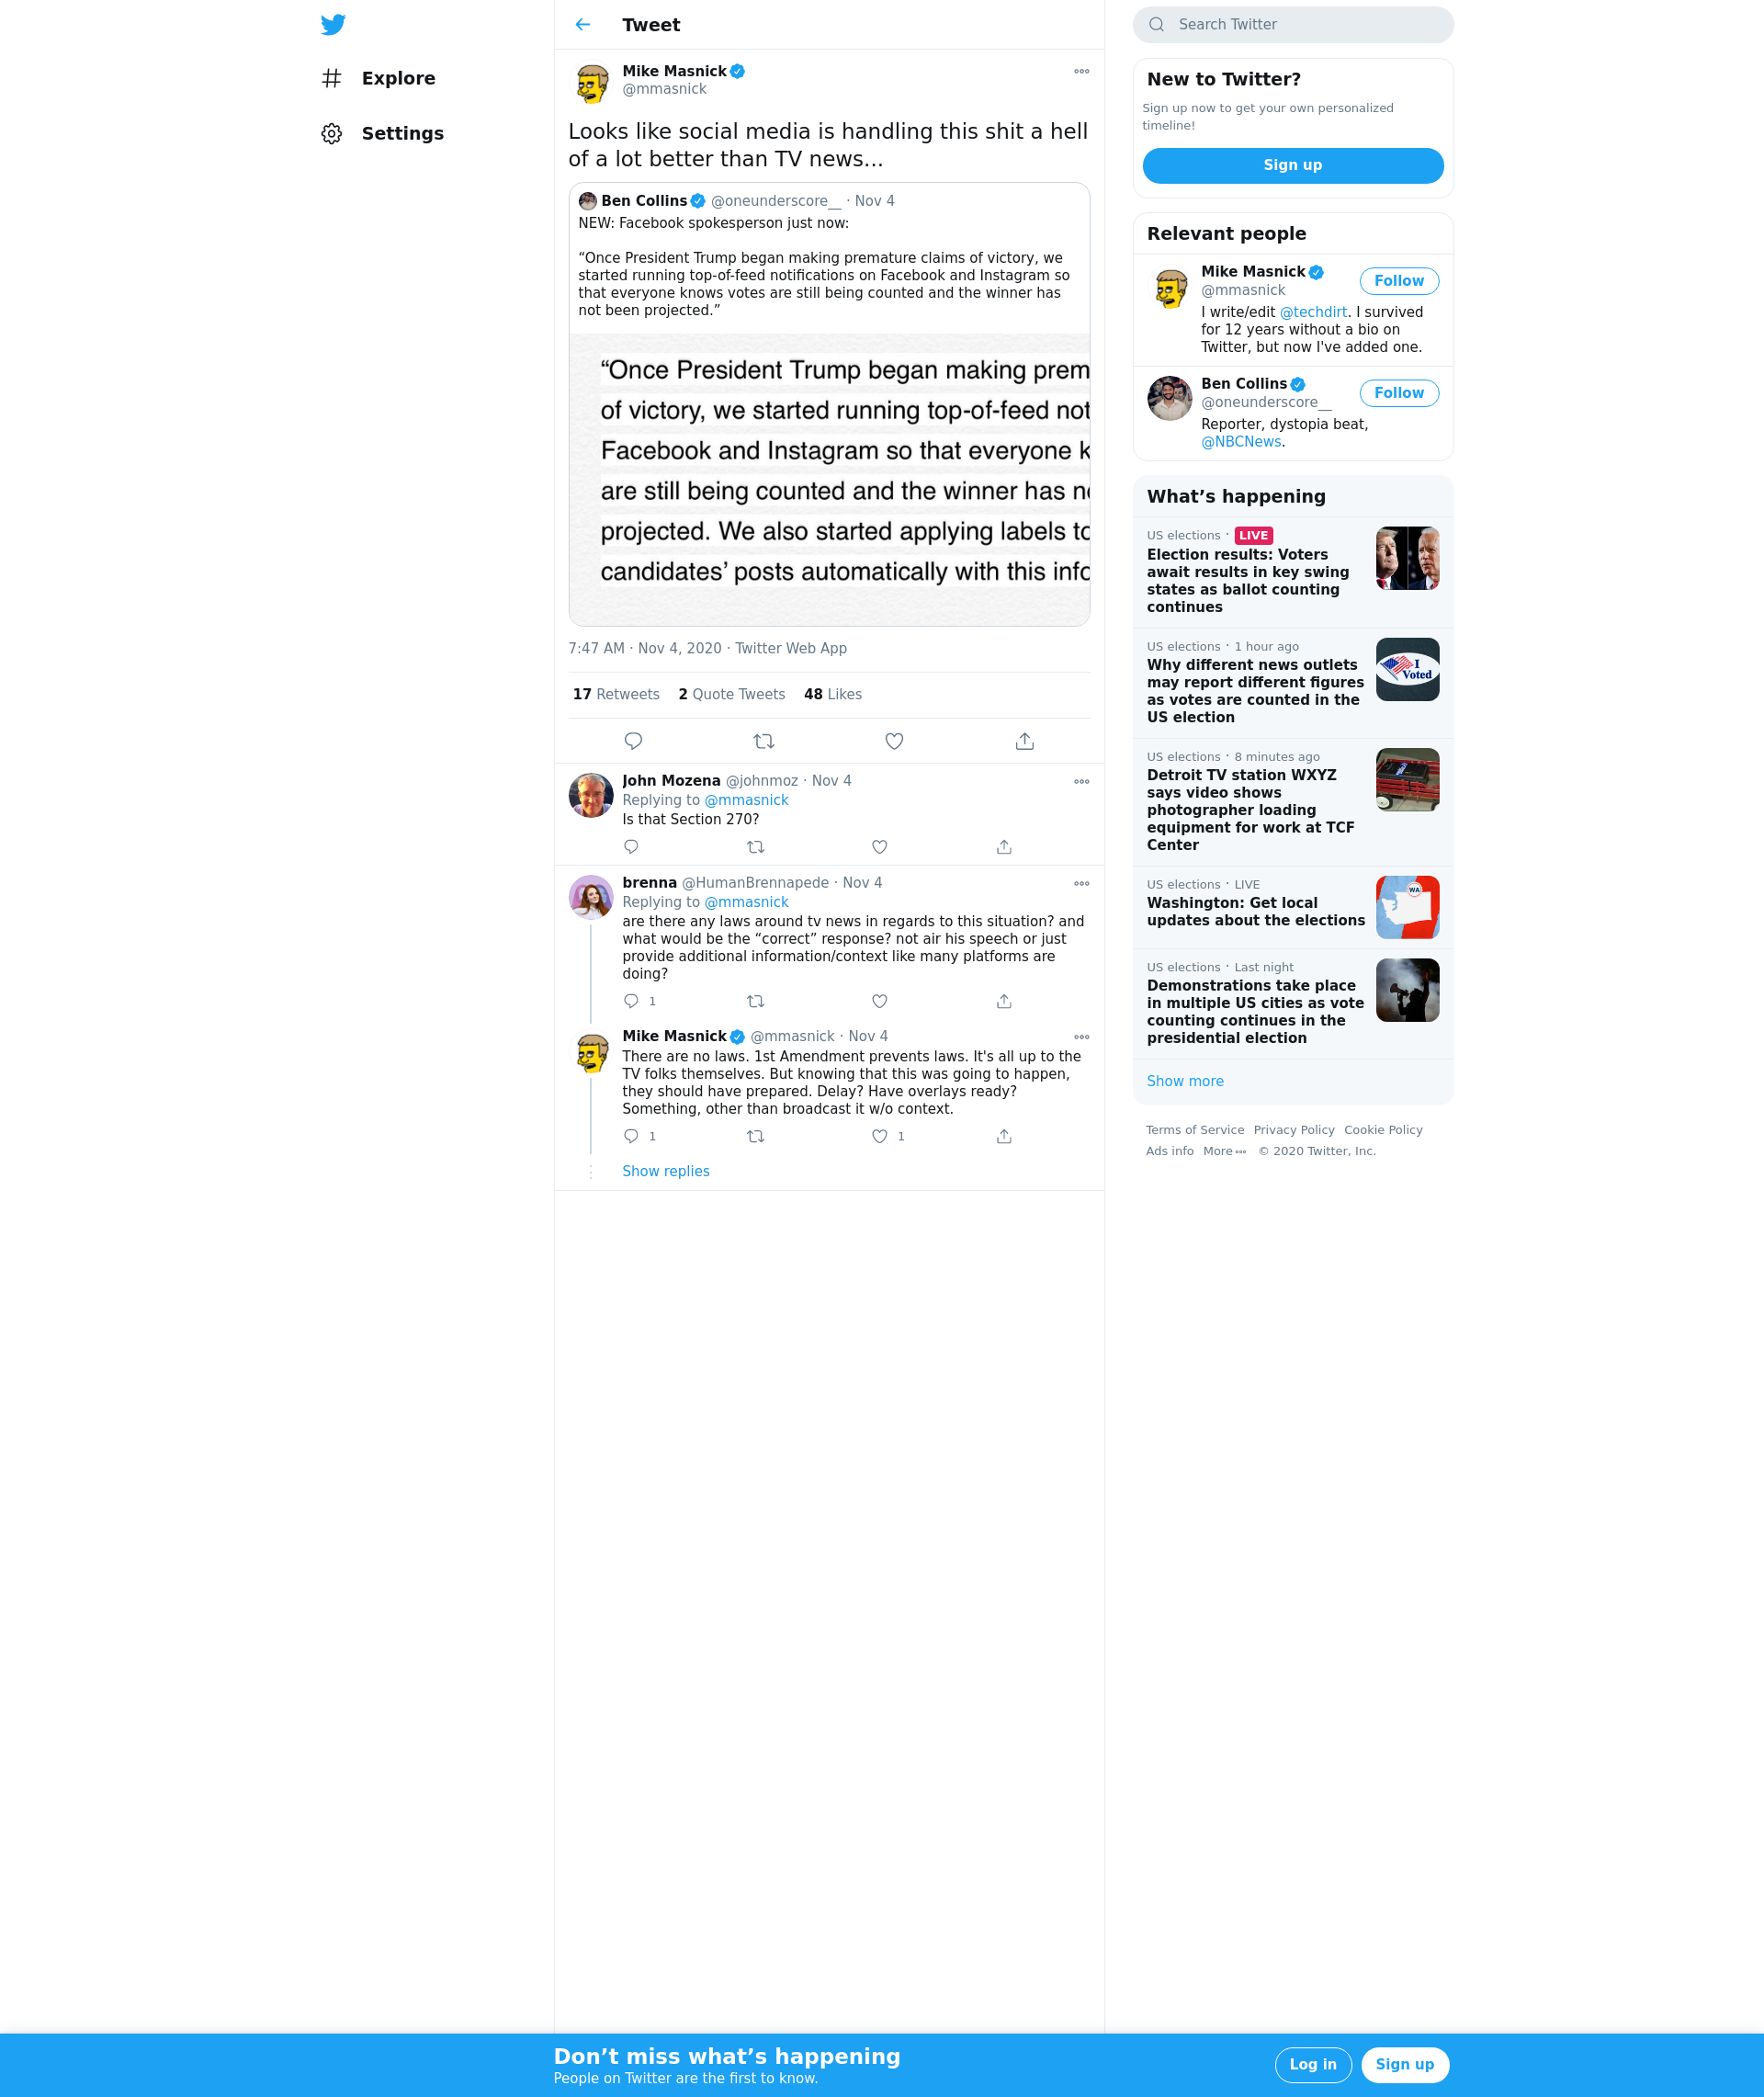 Explore
Settings
Tweet
Mike Masnick
@mmasnick
Looks like social media is handling this shit a hell
of a lot better than TV news...
Ben Collins @oneunderscore__ · Nov 4
NEW: Facebook spokesperson just now:
“Once President Trump began making premature claims of victory, we
started running top-of-feed notifications on Facebook and Instagram so
that everyone knows votes are still being counted and the winner has
not been projected.”
“Once President Trump began making prem
of victory, we started running top-of-feed not
Facebook and Instagram so that everyone k
are still being counted and the winner has n
projected. We also started applying labels to
candidates’ posts automatically with this info
7:47 AM · Nov 4, 2020 · Twitter Web App
17 Retweets 2 Quote Tweets 48 Likes
John Mozena @johnmoz · Nov 4
Replying to @mmasnick
Is that Section 270?
brenna @HumanBrennapede · Nov 4
Replying to @mmasnick
are there any laws around tv news in regards to this situation? and
what would be the “correct” response? not air his speech or just
provide additional information/context like many platforms are
doing?
1
Mike Masnick @mmasnick · Nov 4
There are no laws. 1st Amendment prevents laws. It's all up to the
TV folks themselves. But knowing that this was going to happen,
they should have prepared. Delay? Have overlays ready?
Something, other than broadcast it w/o context.
1 1
Show replies
Search Twitter
New to Twitter?
Sign up now to get your own personalized
timeline!
Sign up
Relevant people
Mike Masnick
@mmasnick
Follow
I write/edit @techdirt. I survived
for 12 years without a bio on
Twitter, but now I've added one.
Ben Collins
@oneunderscore__
Follow
Reporter, dystopia beat,
@NBCNews.
What’s happening
US elections · LIVE
Election results: Voters
await results in key swing
states as ballot counting
continues
US elections · 1 hour ago
Why different news outlets
may report different figures
as votes are counted in the
US election
I
Voted
US elections · 8 minutes ago
Detroit TV station WXYZ
says video shows
photographer loading
equipment for work at TCF
Center
US elections · LIVE
Washington: Get local
updates about the elections
WA
US elections · Last night
Demonstrations take place
in multiple US cities as vote
counting continues in the
presidential election
Show more
Terms of Service Privacy Policy Cookie Policy
Ads info More © 2020 Twitter, Inc.
Don’t miss what’s happening
People on Twitter are the first to know.
Log in
Sign up